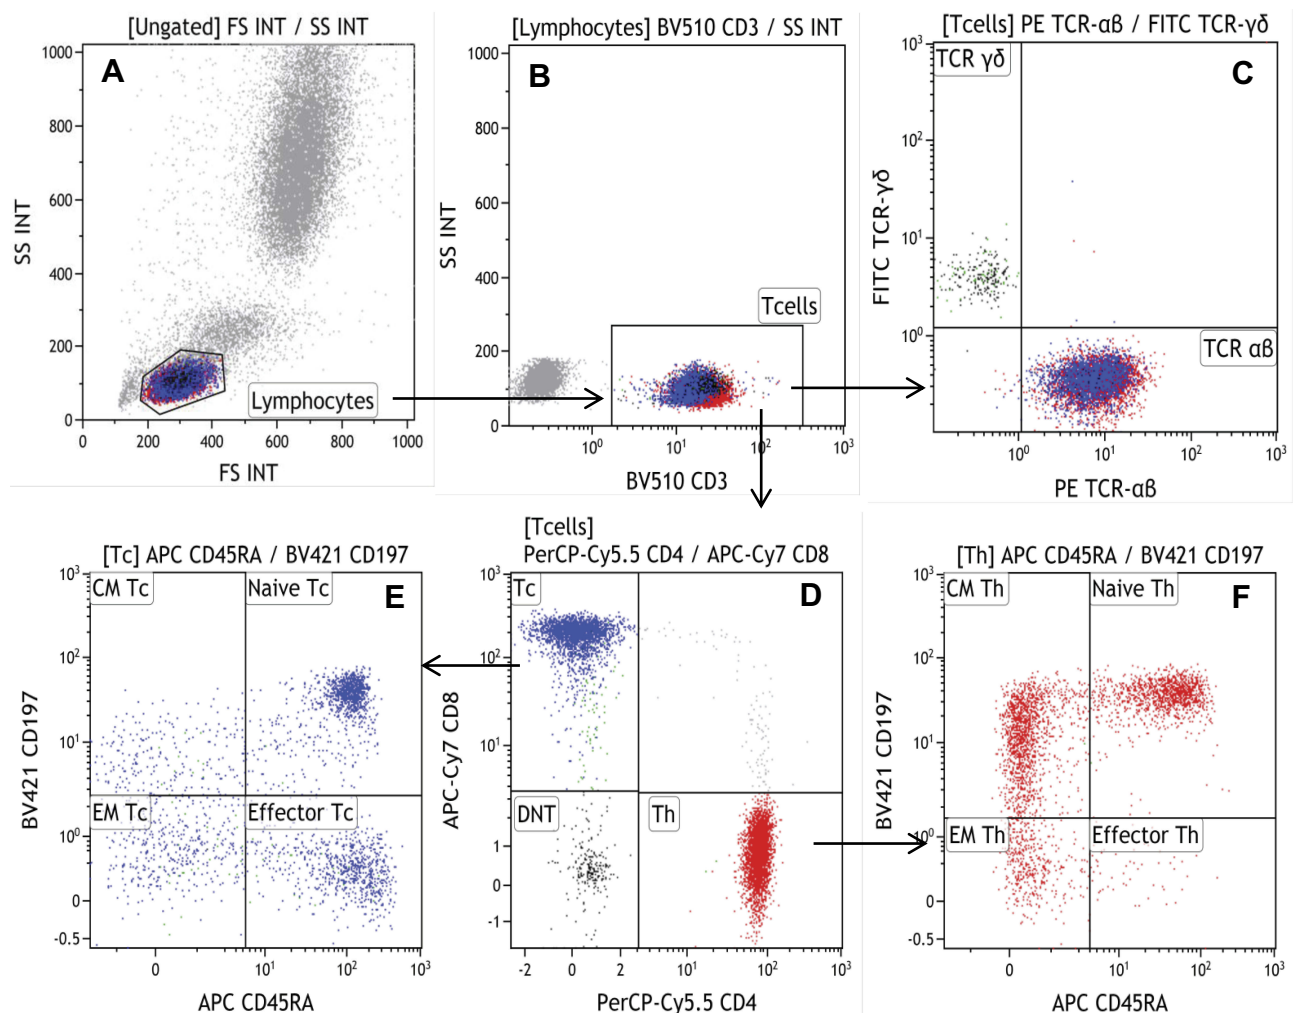 [Ungated] FS INT / SS INT
A
SS INT
1000
800
600
400
200
0
Lymphocytes
0 200 400 600 800 1000
FS INT
[Lymphocytes] BV510 CD3 / SS INT
B
SS INT
1000
800
600
400
200
0
Tcells
10⁰ 10¹ 10² 10³
BV510 CD3
[Tcells] PE TCR-αß / FITC TCR-γδ
C
TCR γδ
FITC TCR-γδ
10³
10²
10¹
10⁰
TCR αß
10⁰ 10¹ 10² 10³
PE TCR-αß
[Tc] APC CD45RA / BV421 CD197
E
CM Tc
Naive Tc
BV421 CD197
10³
10²
10¹
10⁰
0
-0.5
EM Tc
Effector Tc
0 10¹ 10² 10³
APC CD45RA
[Tcells]
PerCP-Cy5.5 CD4 / APC-Cy7 CD8
D
Tc
APC-Cy7 CD8
10³
10²
10¹
1
0
-1
DNT
Th
-2 0 2 10¹ 10² 10³
PerCP-Cy5.5 CD4
[Th] APC CD45RA / BV421 CD197
F
CM Th
Naive Th
BV421 CD197
10³
10²
10¹
10⁰
0
-0.5
EM Th
Effector Th
0 10¹ 10² 10³
APC CD45RA